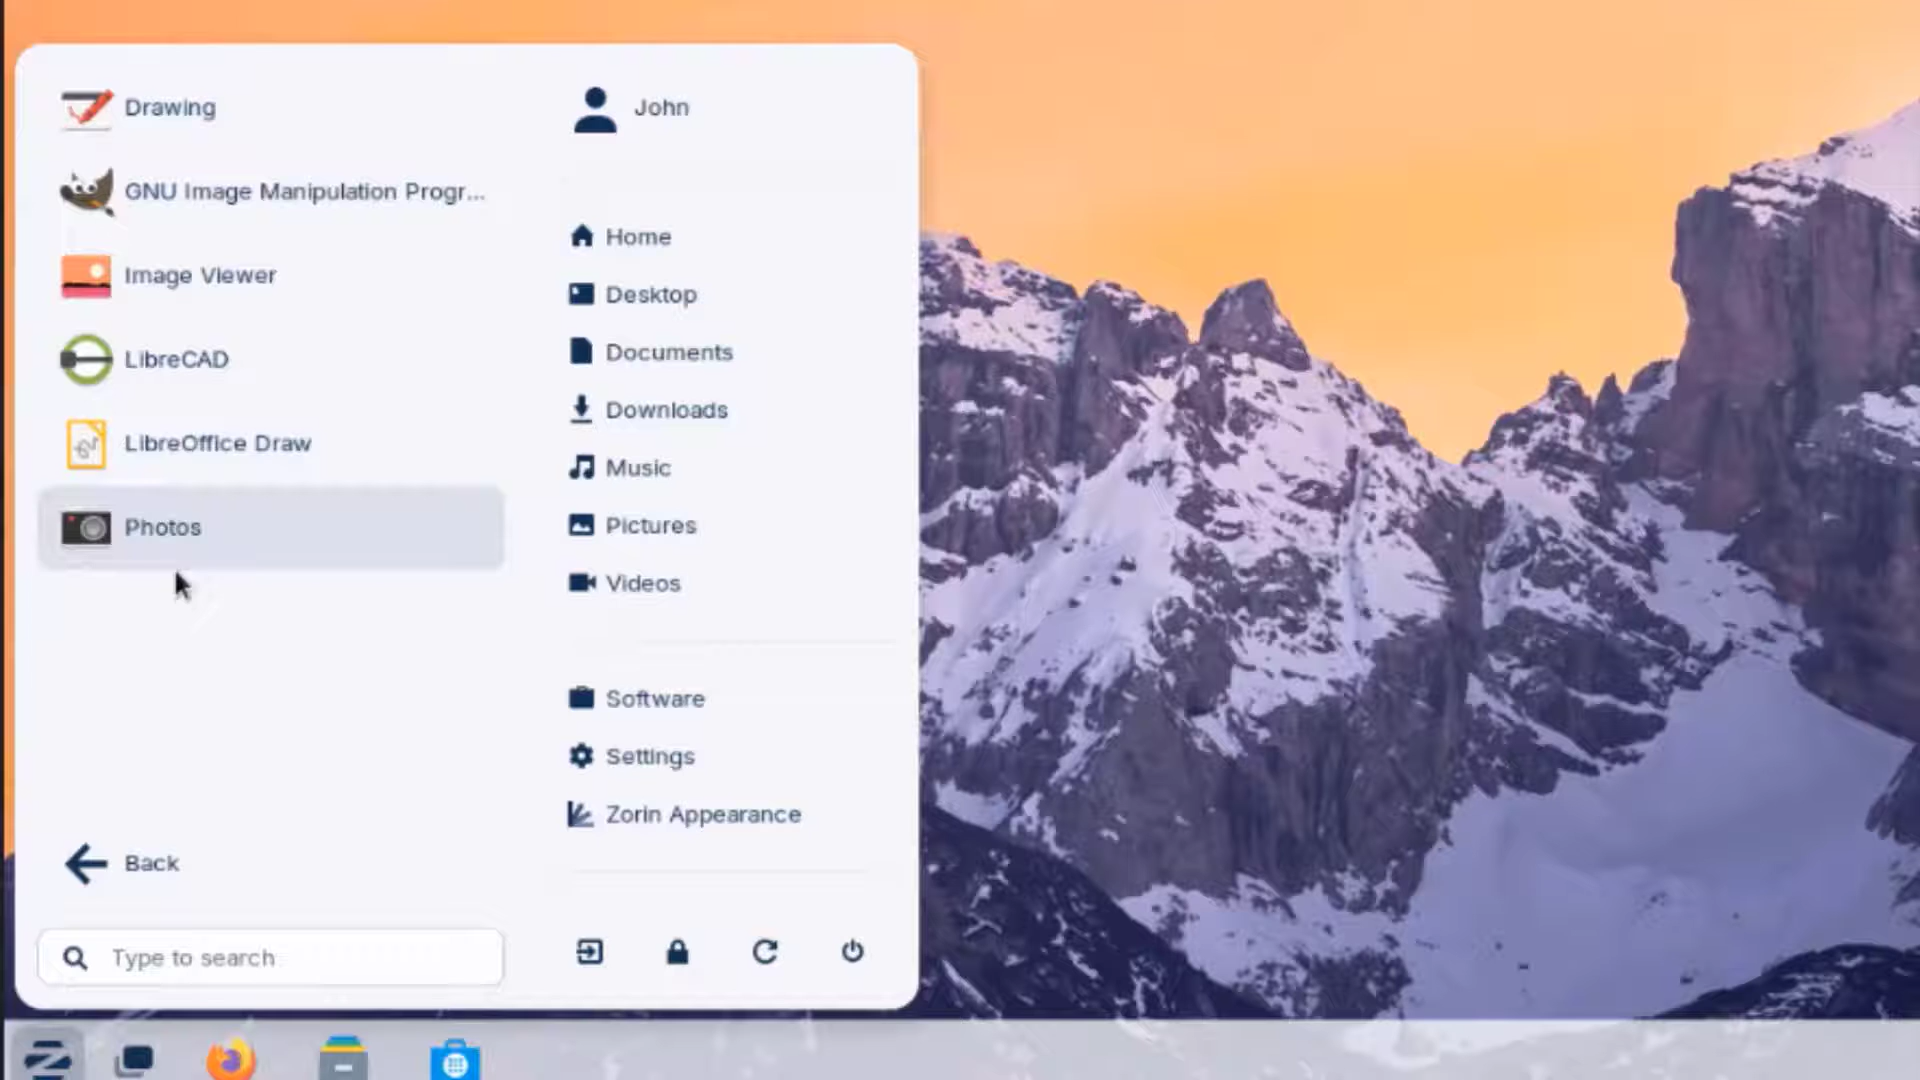 Drawing
GNU Image Manipulation Progr...
Image Viewer
LibreCAD
LibreOffice Draw
Photos
Back
Type to search
John
Home
Desktop
Documents
Downloads
Music
Pictures
Videos
Software
Settings
Zorin Appearance